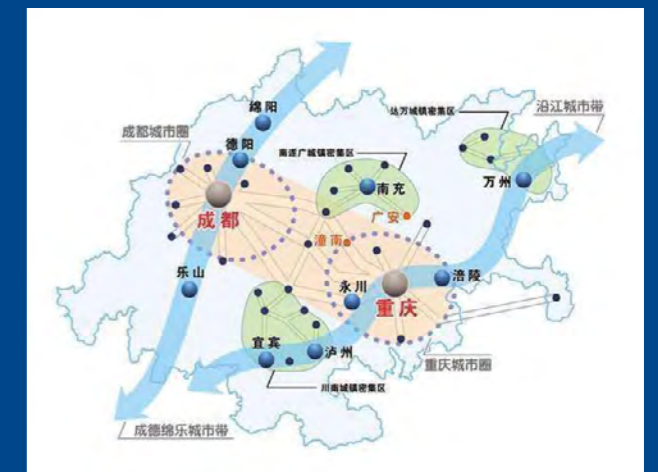 绵阳
达万城镇密集区
沿江城市带
成都城市圈
德阳
南遂广城镇密集区
南充
万州
成都
广安
潼南
乐山
永川
涪陵
重庆
宜宾
泸州
重庆城市圈
川南城镇密集区
成德绵乐城市带